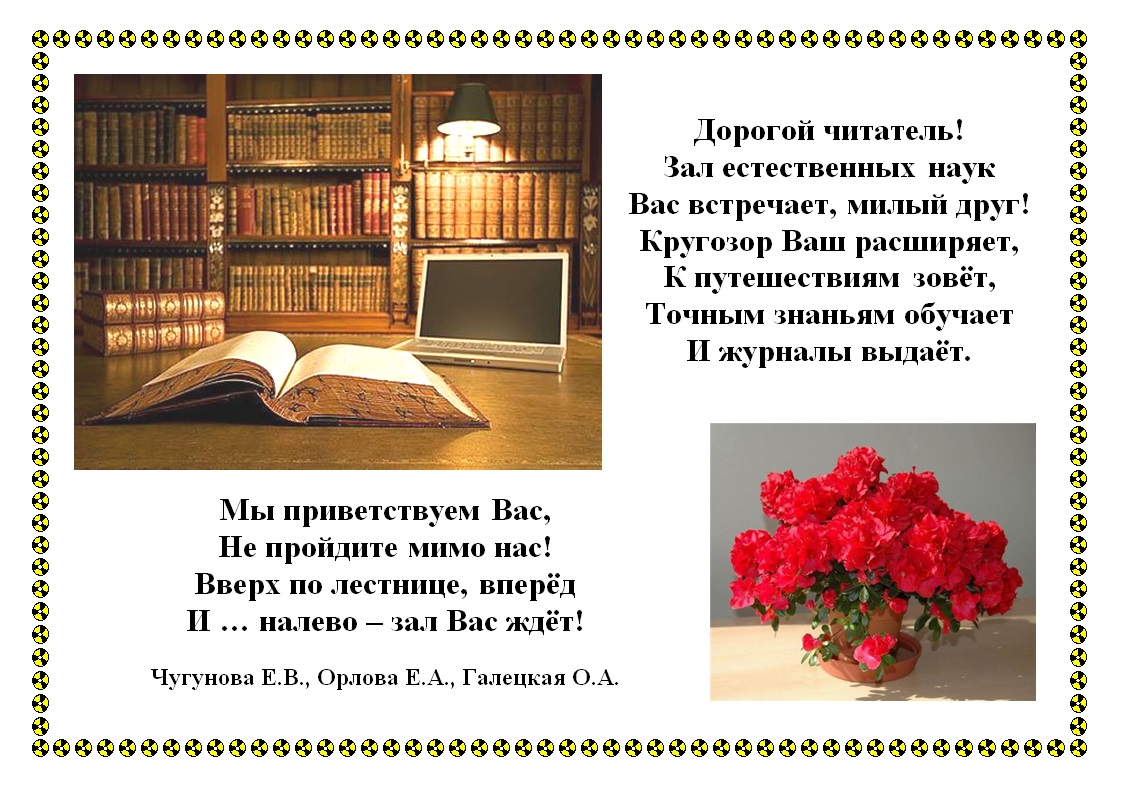 Дорогой читатель!
Зал естественных наук
Вас встречает, милый друг!
Кругозор Ваш расширяет,
К путешествиям зовёт,
Точным знаньям обучает
И журналы выдаёт.
Мы приветствуем Вас,
Не пройдите мимо нас!
Вверх по лестнице, вперёд
И … налево – зал Вас ждёт!
Чугунова Е.В., Орлова Е.А., Галецкая О.А.